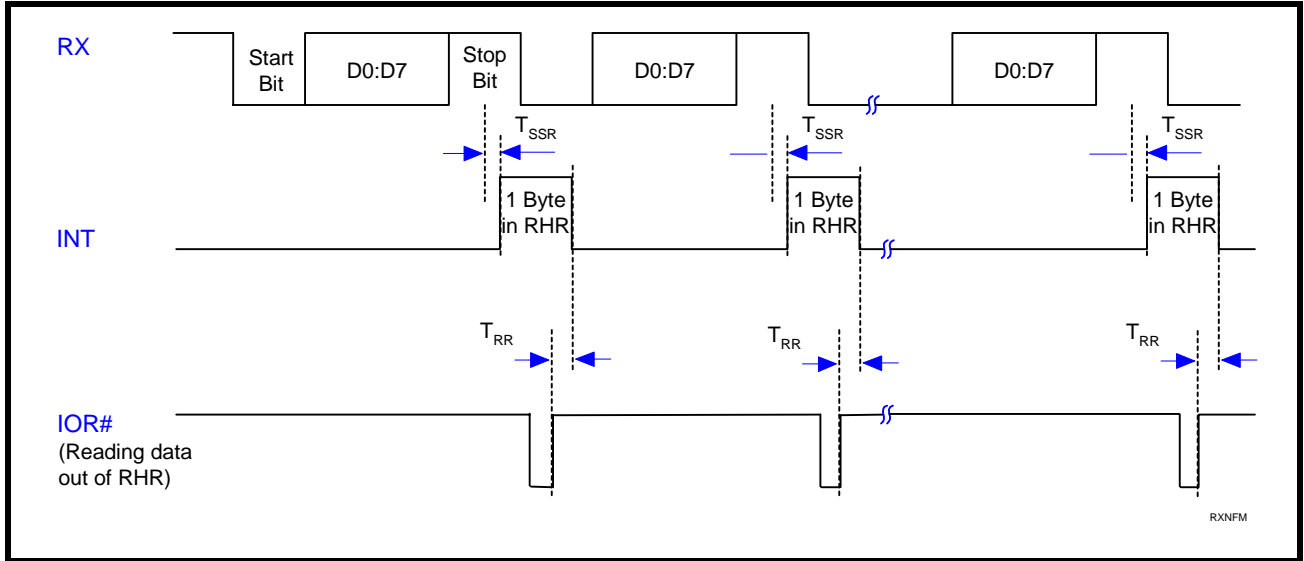 RX
Start
Bit
D0:D7
Stop
Bit
D0:D7
D0:D7
TSSR
TSSR
TSSR
INT
1 Byte
in RHR
1 Byte
in RHR
1 Byte
in RHR
TRR
TRR
TRR
IOR#
(Reading data
out of RHR)
RXNFM